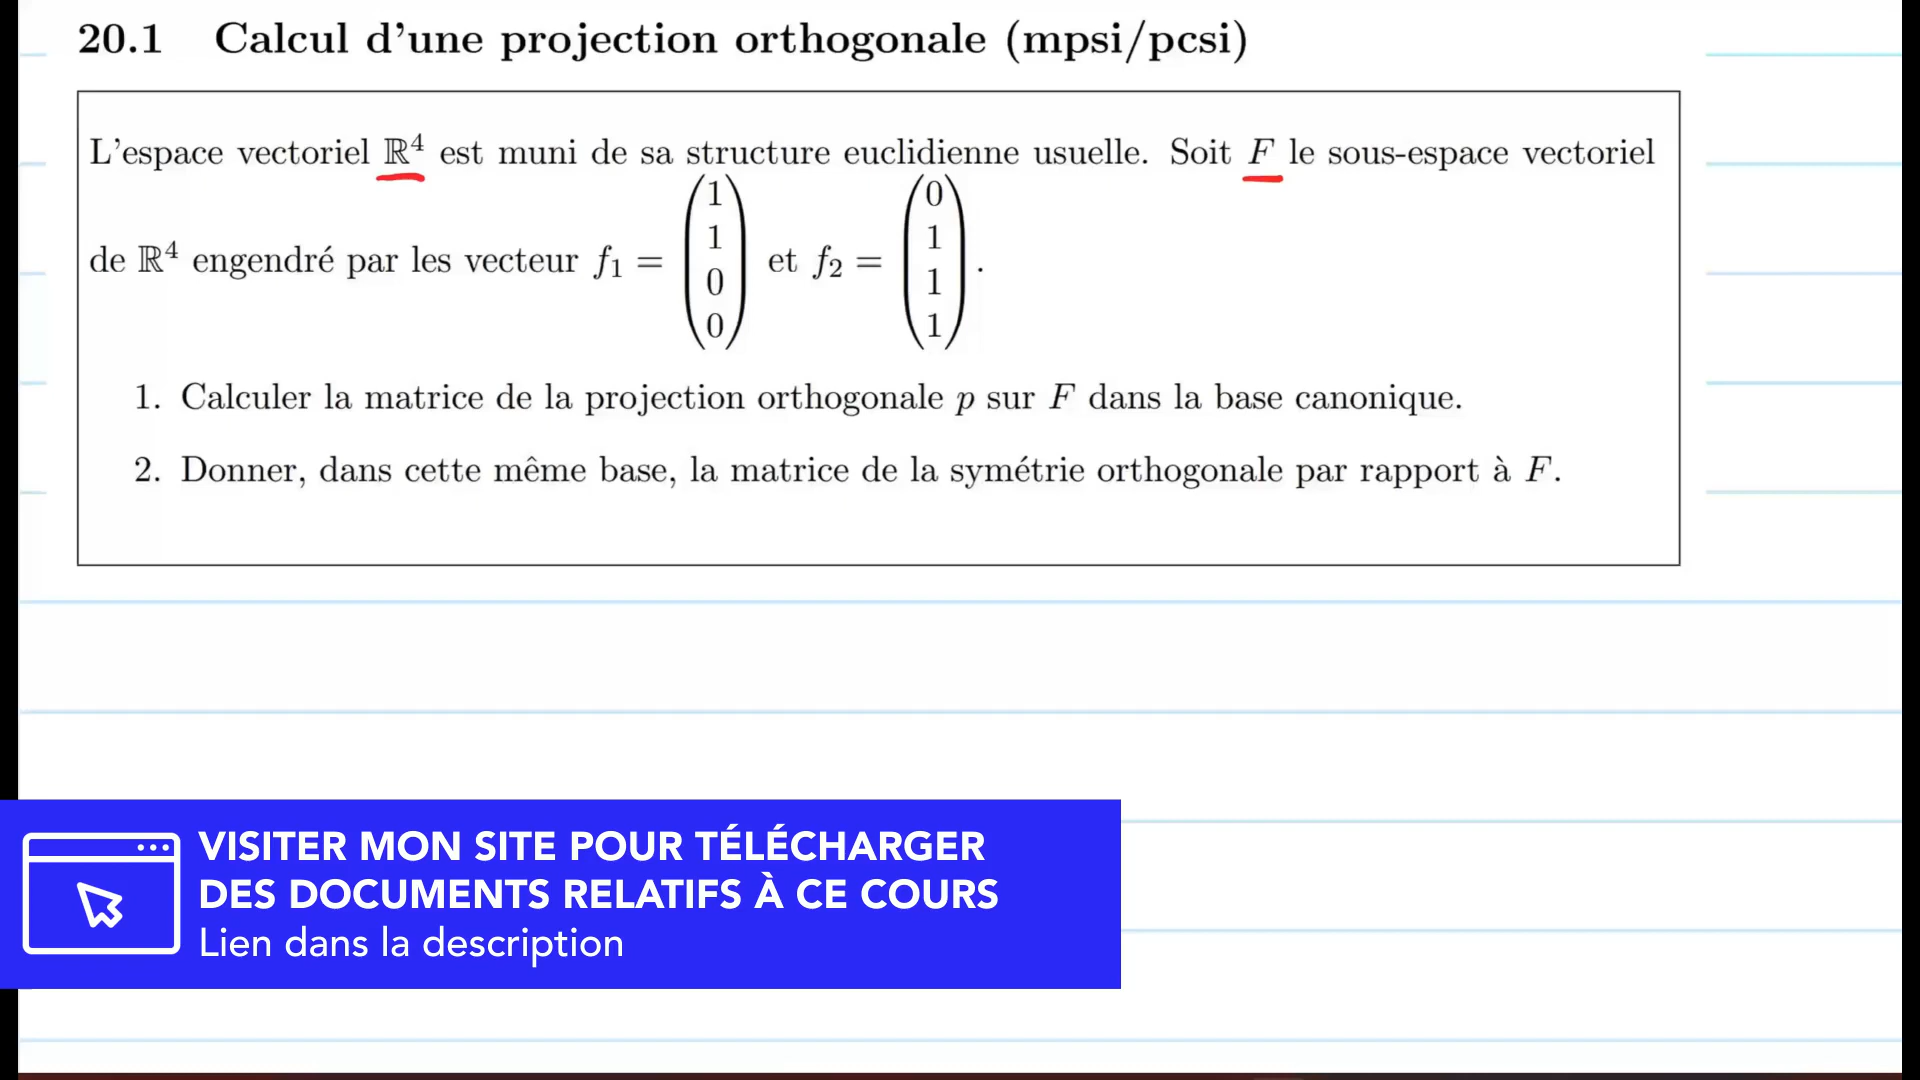 20.1 Calcul d'une projection orthogonale (mpsi/pcsi)
L'espace vectoriel ℝ⁴ est muni de sa structure euclidienne usuelle. Soit F le sous-espace vectoriel
de ℝ⁴ engendré par les vecteur f₁ = (1 1 0 0) et f₂ = (0 1 1 1).
1. Calculer la matrice de la projection orthogonale p sur F dans la base canonique.
2. Donner, dans cette même base, la matrice de la symétrie orthogonale par rapport à F.
VISITER MON SITE POUR TÉLÉCHARGER
DES DOCUMENTS RELATIFS À CE COURS
Lien dans la description